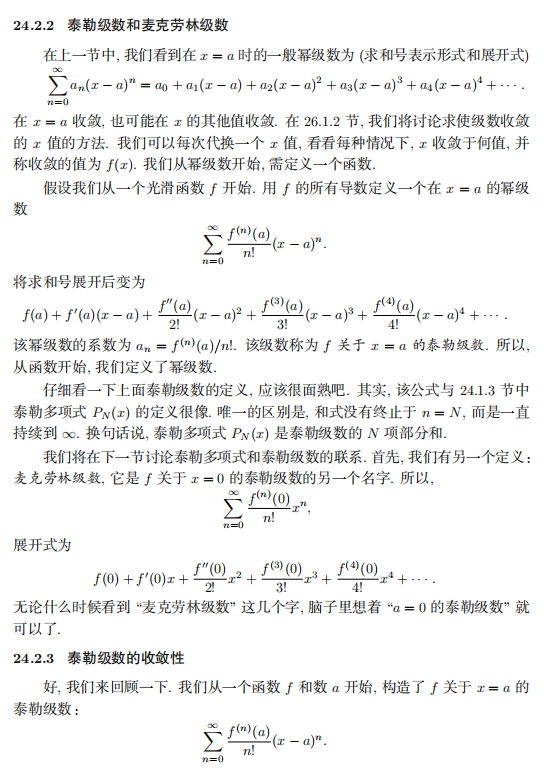 24.2.2 泰勒级数和麦克劳林级数
在上一节中, 我们看到在 x = a 时的一般幂级数为 (求和号表示形式和展开式)
∑_{n=0}^{∞} a_n(x − a)^n = a_0 + a_1(x − a) + a_2(x − a)^2 + a_3(x − a)^3 + a_4(x − a)^4 + ⋯ .
在 x = a 收敛, 也可能在 x 的其他值收敛. 在 26.1.2 节, 我们将讨论求使级数收敛
的 x 值的方法. 我们可以每次代换一个 x 值, 看看每种情况下, x 收敛于何值, 并
称收敛的值为 f(x). 我们从幂级数开始, 需定义一个函数.
假设我们从一个光滑函数 f 开始. 用 f 的所有导数定义一个在 x = a 的幂级
数
∑_{n=0}^{∞} \frac{f^{(n)}(a)}{n!}(x − a)^n.
将求和号展开后变为
f(a) + f′(a)(x − a) + \frac{f″(a)}{2!}(x − a)^2 + \frac{f^{(3)}(a)}{3!}(x − a)^3 + \frac{f^{(4)}(a)}{4!}(x − a)^4 + ⋯ .
该幂级数的系数为 a_n = f^{(n)}(a)/n!. 该级数称为 f 关于 x = a 的泰勒级数. 所以,
从函数开始, 我们定义了幂级数.
仔细看一下上面泰勒级数的定义, 应该很面熟吧. 其实, 该公式与 24.1.3 节中
泰勒多项式 P_N(x) 的定义很像. 唯一的区别是, 和式没有终止于 n = N, 而是一直
持续到 ∞. 换句话说, 泰勒多项式 P_N(x) 是泰勒级数的 N 项部分和.
我们将在下一节讨论泰勒多项式和泰勒级数的联系. 首先, 我们有另一个定义:
麦克劳林级数, 它是 f 关于 x = 0 的泰勒级数的另一个名字. 所以,
∑_{n=0}^{∞} \frac{f^{(n)}(0)}{n!}x^n,
展开式为
f(0) + f′(0)x + \frac{f″(0)}{2!}x^2 + \frac{f^{(3)}(0)}{3!}x^3 + \frac{f^{(4)}(0)}{4!}x^4 + ⋯ .
无论什么时候看到 “麦克劳林级数” 这几个字, 脑子里想着 “a = 0 的泰勒级数” 就
可以了.
24.2.3 泰勒级数的收敛性
好, 我们来回顾一下. 我们从一个函数 f 和数 a 开始, 构造了 f 关于 x = a 的
泰勒级数:
∑_{n=0}^{∞} \frac{f^{(n)}(a)}{n!}(x − a)^n.